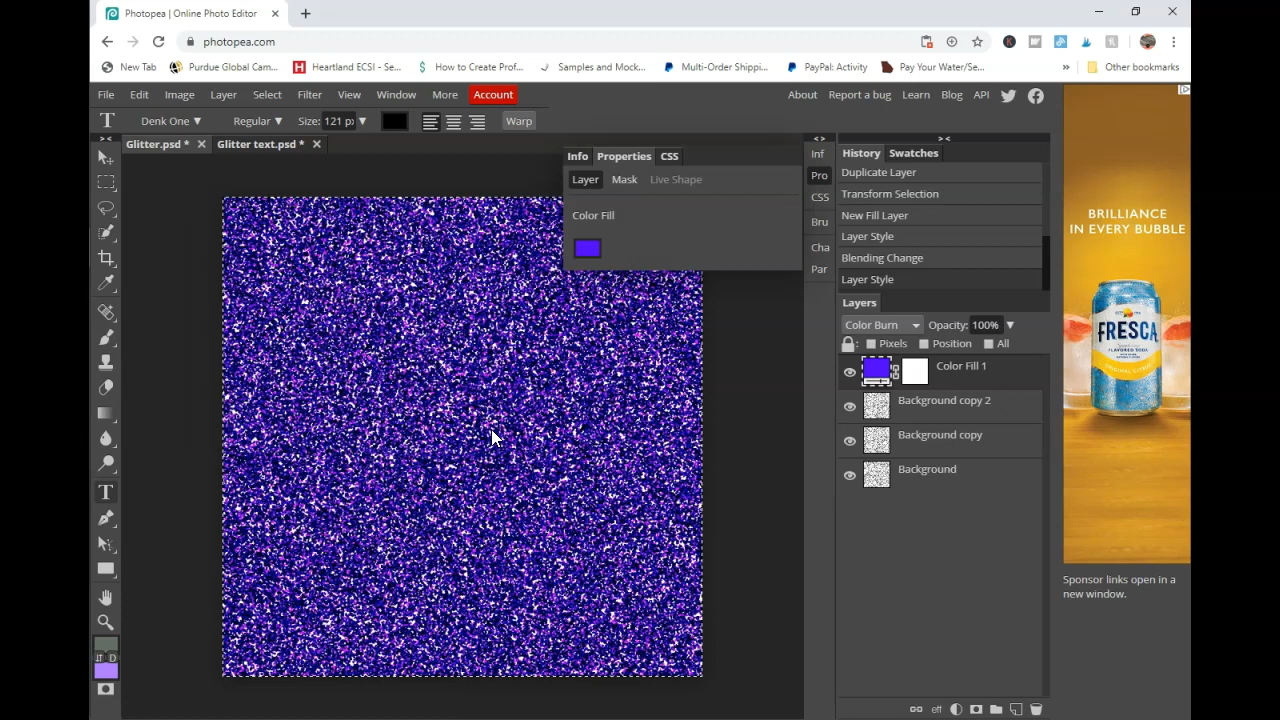 Photopea | Online Photo Editor
photopea.com
New Tab Purdue Global Cam... Heartland ECSI - Se... How to Create Prof... Samples and Mock... Multi-Order Shippi... PayPal: Activity Pay Your Water/Se... » Other bookmarks
File Edit Image Layer Select Filter View Window More Account About Report a bug Learn Blog API
Denk One Regular Size: 121 p Warp
Glitter.psd * Glitter text.psd *
Info Properties CSS
Layer Mask Live Shape
Color Fill
Inf
Pro
CSS
Bru
Cha
Par
History Swatches
Duplicate Layer
Transform Selection
New Fill Layer
Layer Style
Blending Change
Layer Style
Layers
Color Burn Opacity: 100%
Pixels Position All
Color Fill 1
Background copy 2
Background copy
Background
eff
D
BRILLIANCE
IN EVERY BUBBLE
FRESCA
Sponsor links open in a
new window.